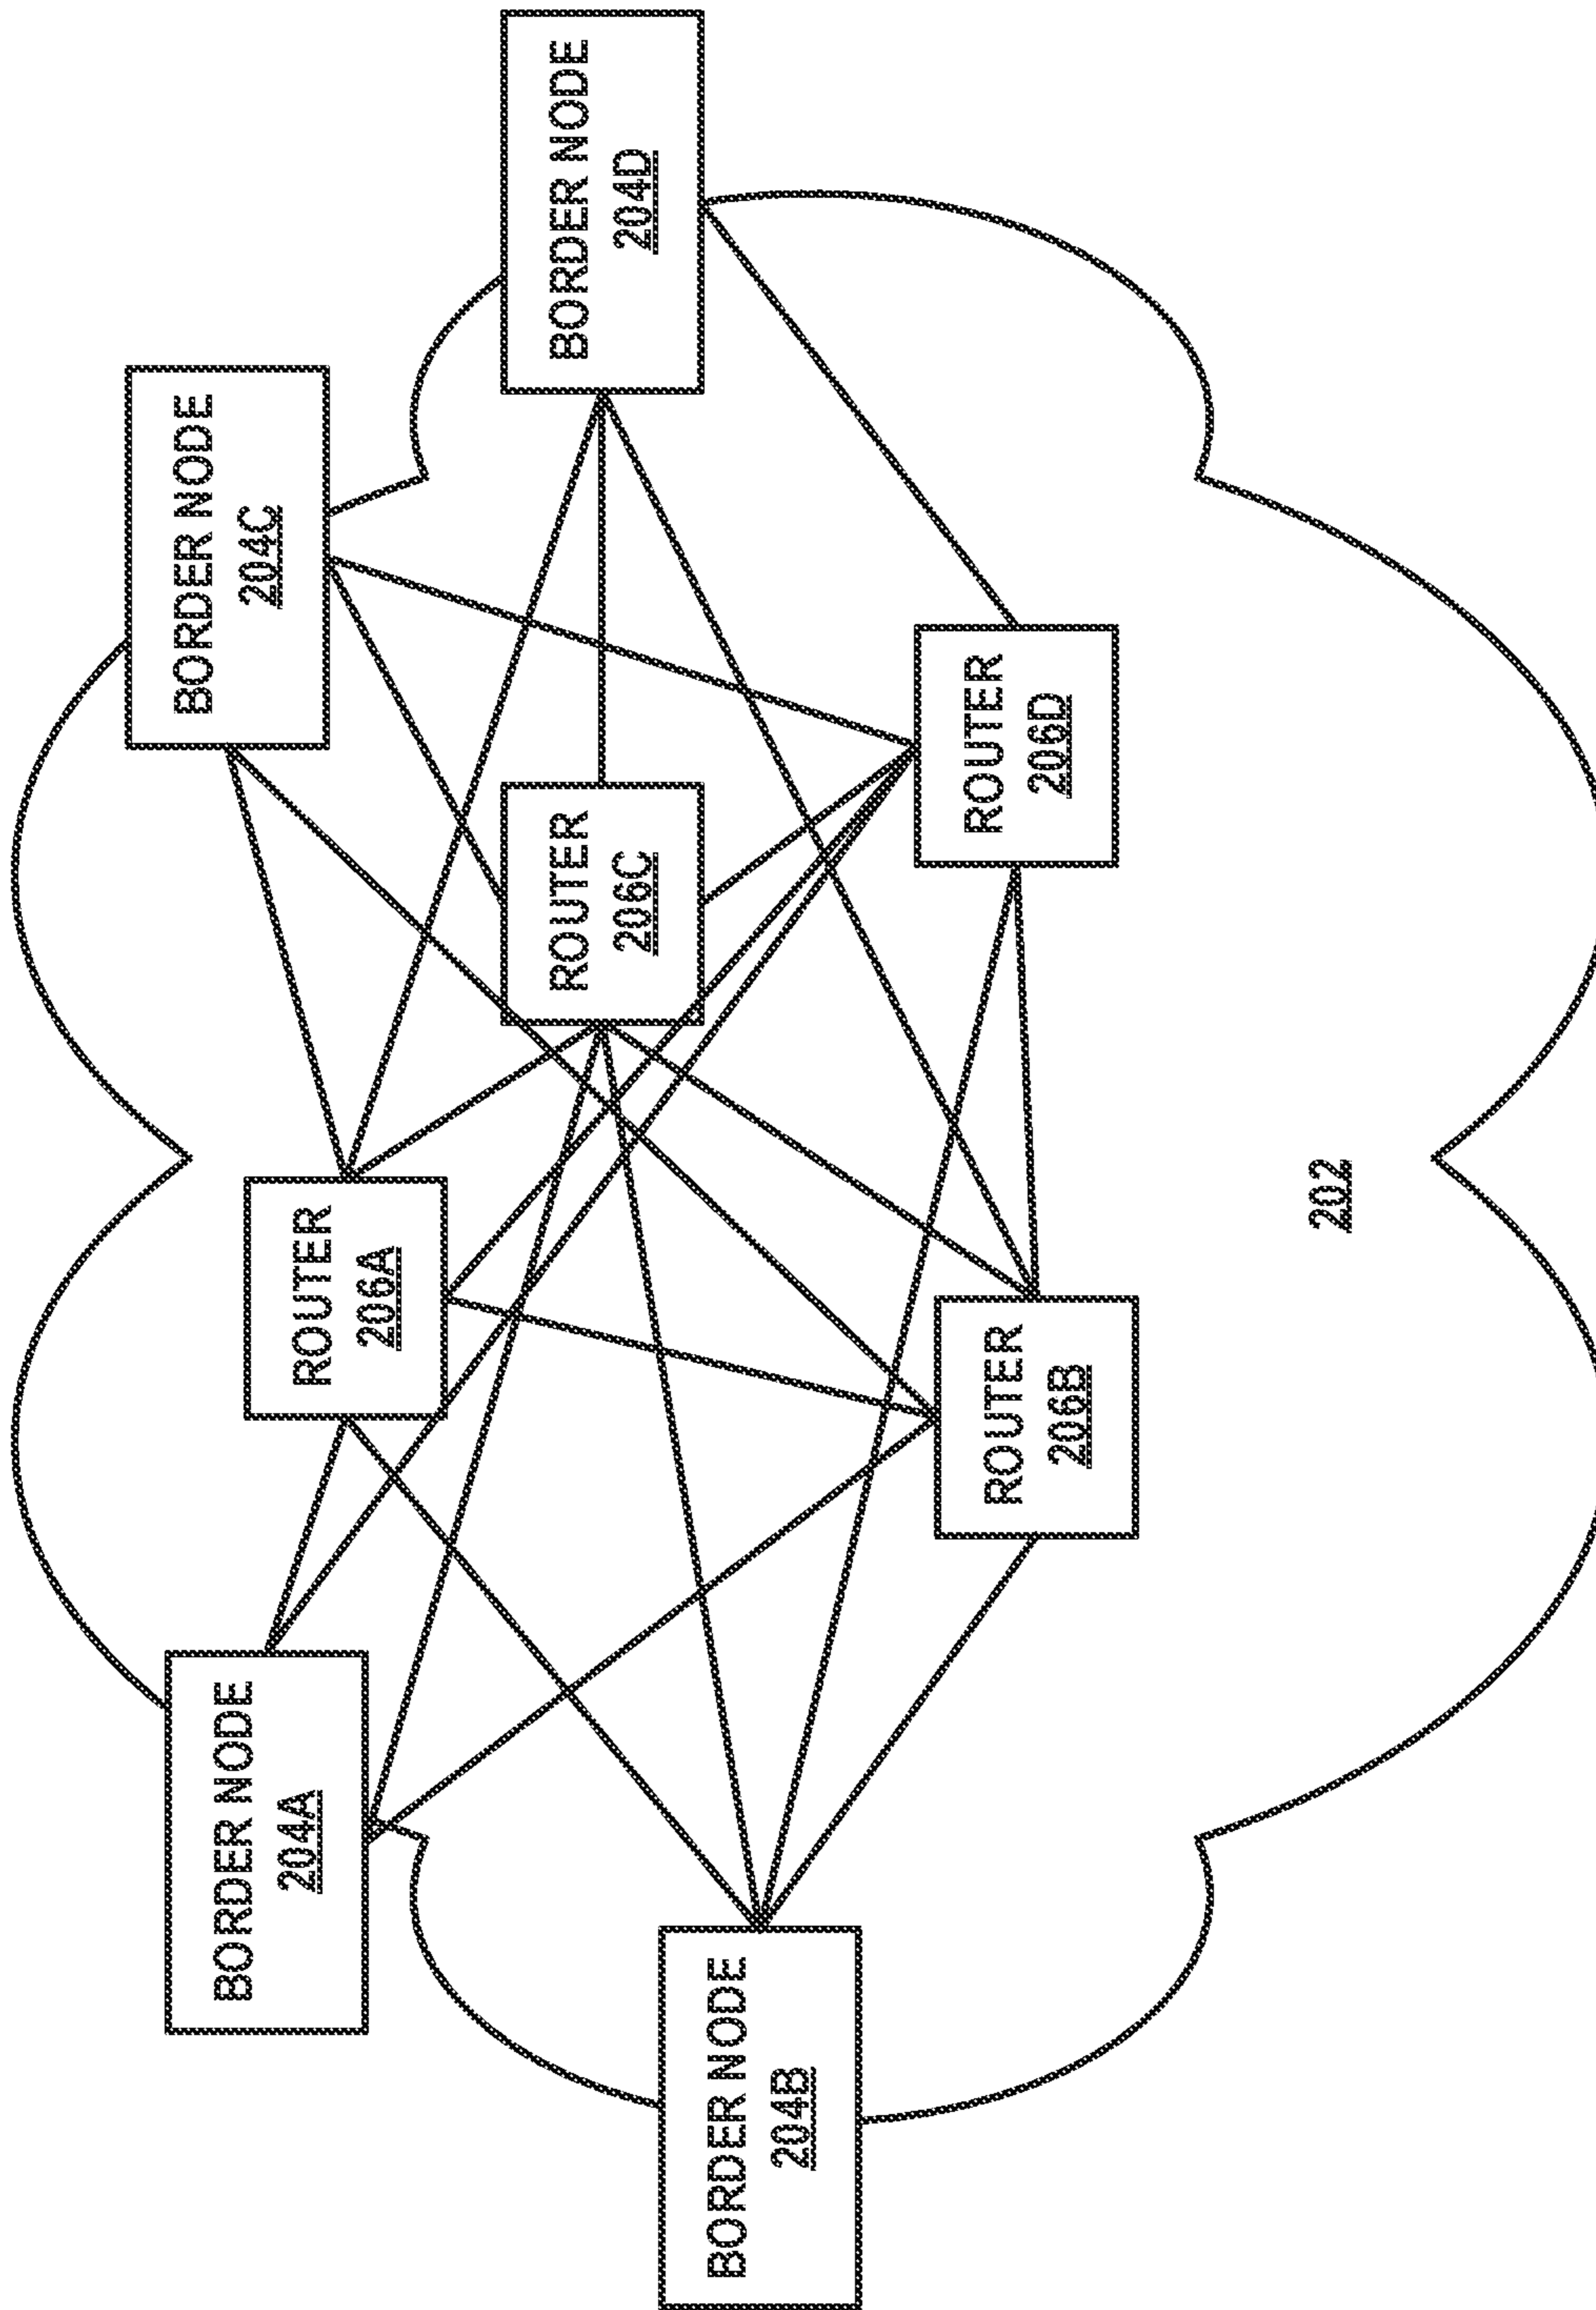 BORDER NODE
204A
BORDER NODE
204B
ROUTER
206A
ROUTER
206B
ROUTER
206C
ROUTER
206D
BORDER NODE
204C
BORDER NODE
204D
202